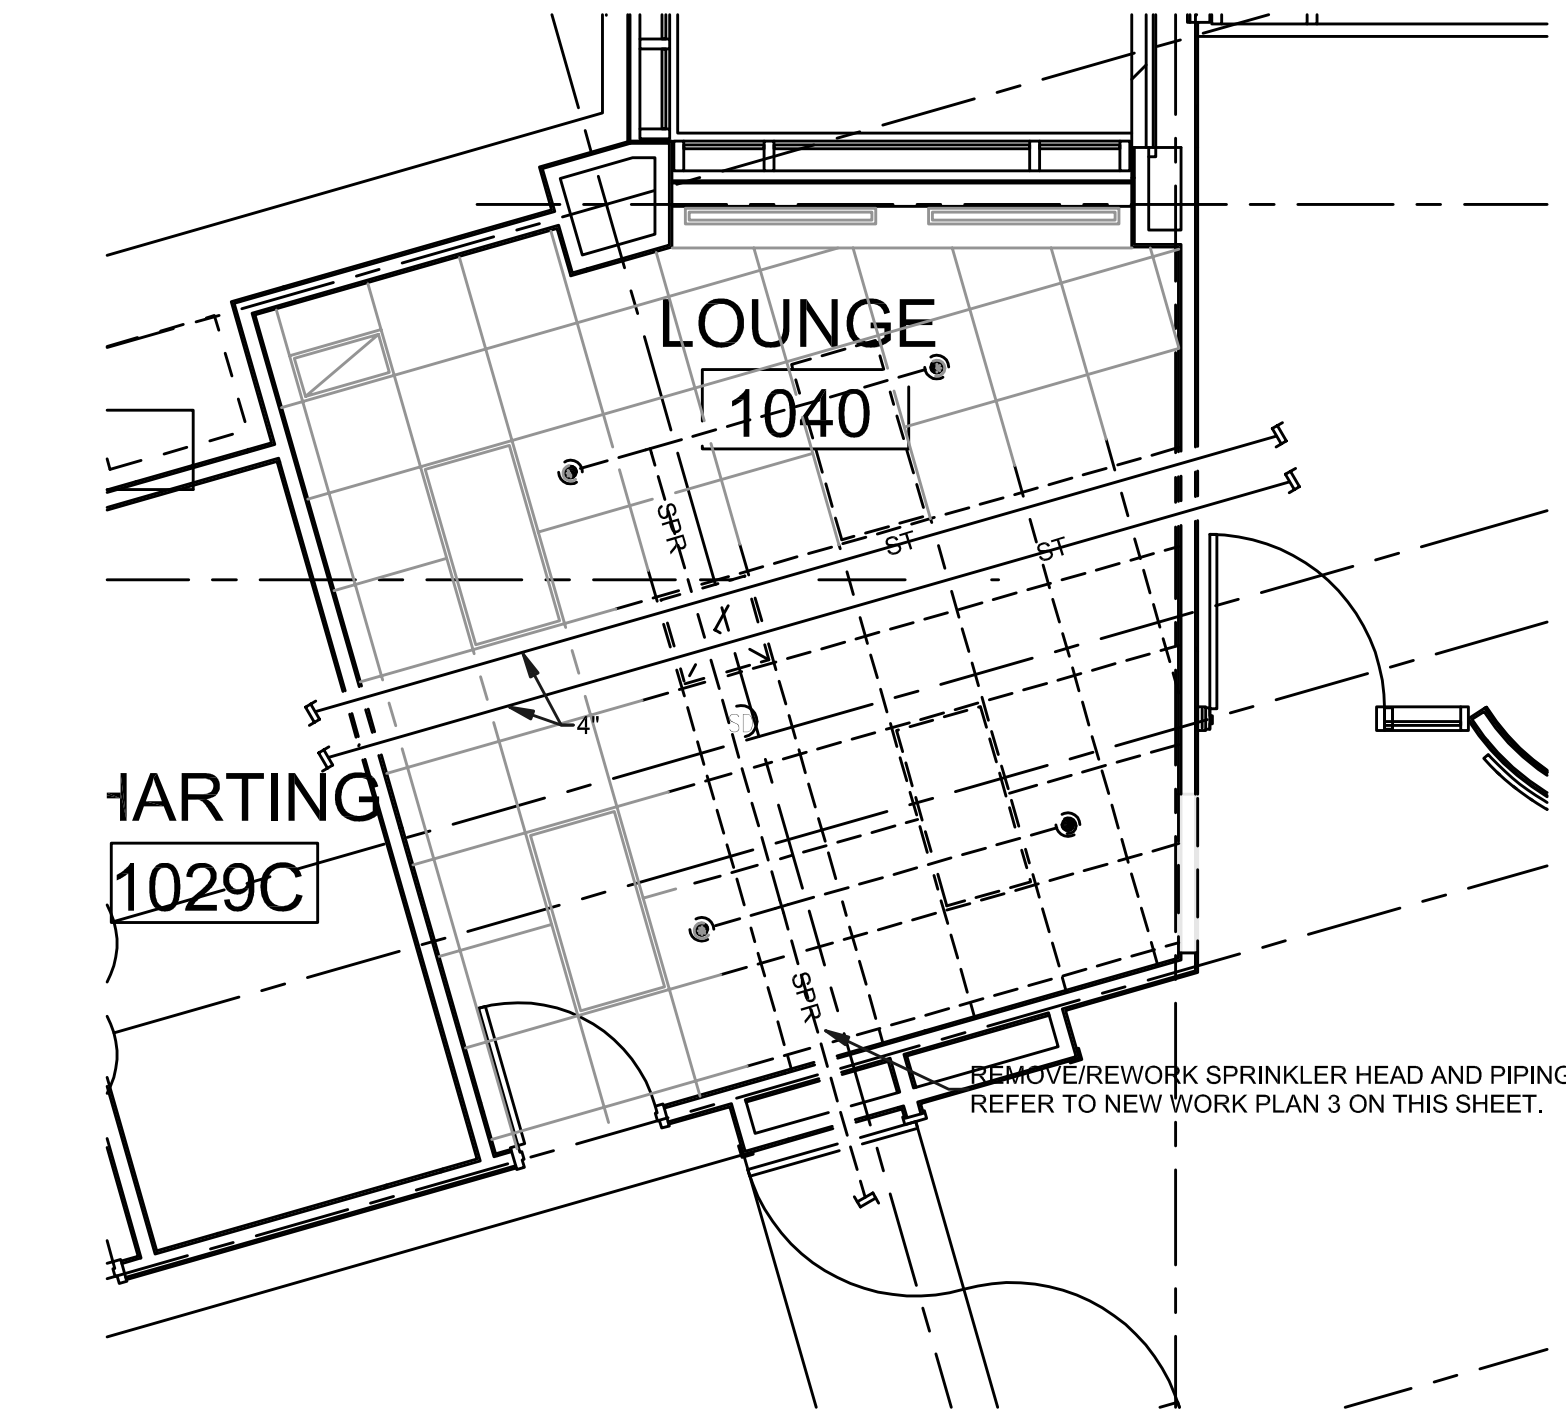 LOUNGE
1040
SPR
ST
ST
SD
4"
HARTING
1029C
SPR
REMOVE/REWORK SPRINKLER HEAD AND PIPING
REFER TO NEW WORK PLAN 3 ON THIS SHEET.